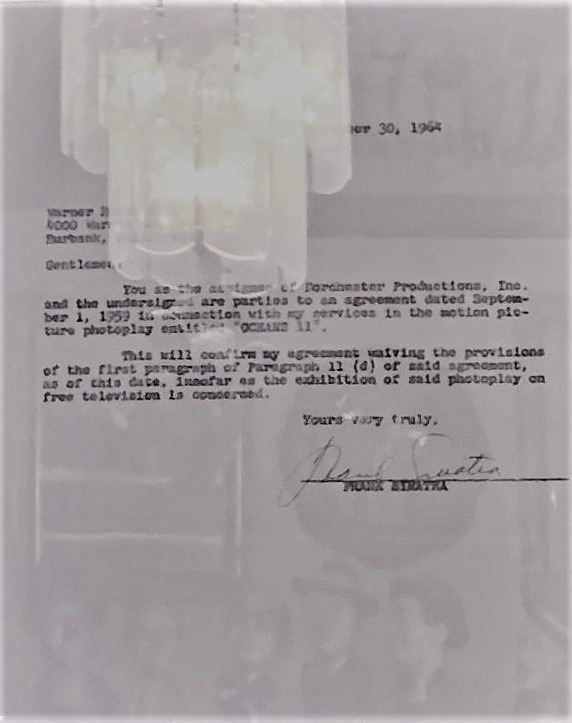 ber 30, 1964
Warner
4000 War
Burbank,
Gentlemen:
You as the assignee of Dorchester Productions, Inc.
and the undersigned are parties to an agreement dated Septem-
ber 1, 1959 in connection with my services in the motion pic-
ture photoplay entitled "OCEANS 11".
This will confirm my agreement waiving the provisions
of the first paragraph of Paragraph 11 (d) of said agreement,
as of this date, insofar as the exhibition of said photoplay on
free television is concerned.
Yours very truly,
Frank Sinatra
FRANK SINATRA